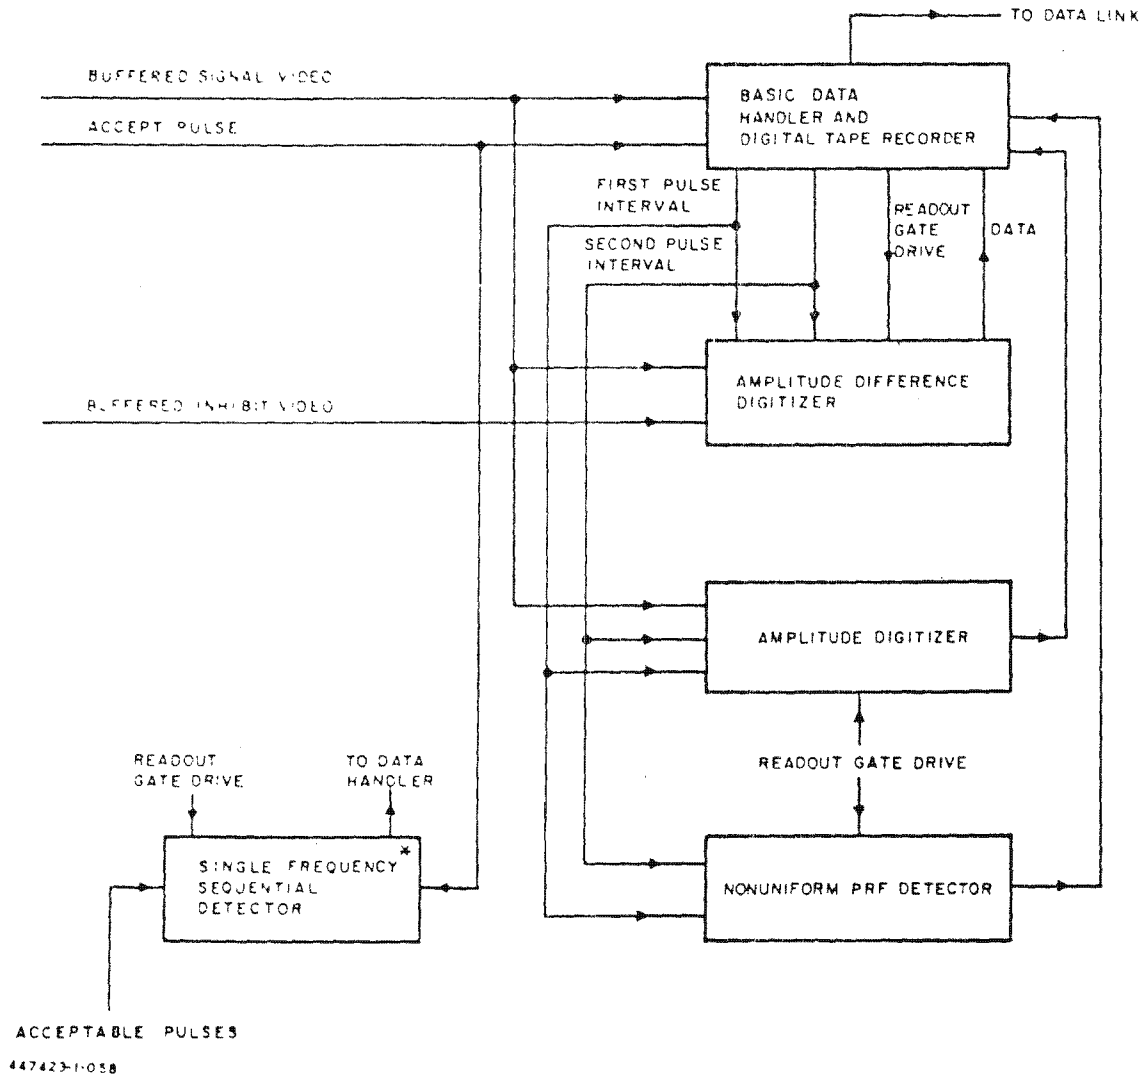 TO DATA LINK
BUFFERED SIGNAL VIDEO
ACCEPT PULSE
BASIC DATA
HANDLER AND
DIGITAL TAPE RECORDER
FIRST PULSE
INTERVAL
SECOND PULSE
INTERVAL
READOUT
GATE
DRIVE
DATA
AMPLITUDE DIFFERENCE
DIGITIZER
BUFFERED INHIBIT VIDEO
AMPLITUDE DIGITIZER
READOUT GATE DRIVE
READOUT
GATE DRIVE
TO DATA
HANDLER
SINGLE FREQUENCY *
SEQUENTIAL
DETECTOR
NONUNIFORM PRF DETECTOR
ACCEPTABLE PULSES
447423-1-058